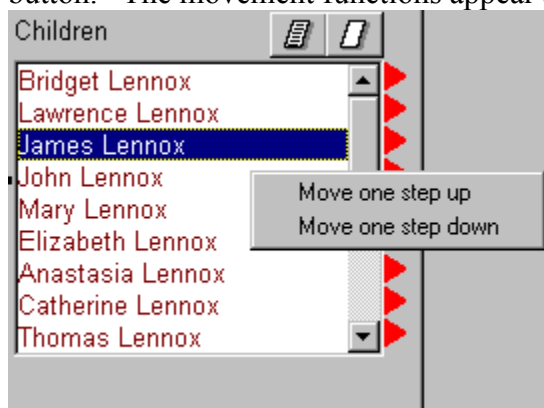 button. The movement functions appear
Children
Bridget Lennox
Lawrence Lennox
James Lennox
John Lennox
Mary Lennox
Elizabeth Lennox
Anastasia Lennox
Catherine Lennox
Thomas Lennox
Move one step up
Move one step down